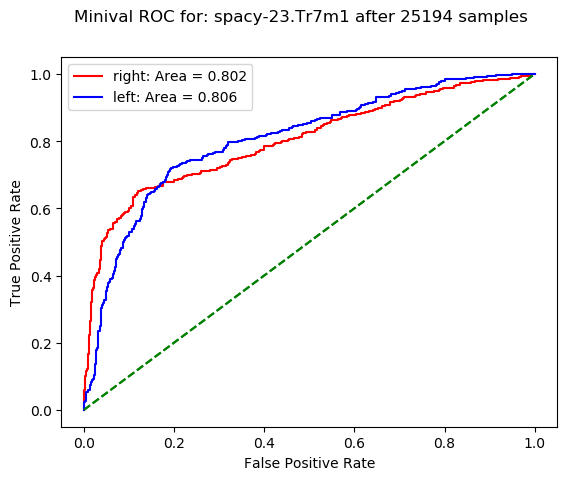 Minival ROC for: spacy-23.Tr7m1 after 25194 samples
right: Area = 0.802
left: Area = 0.806
1.0
0.8
0.6
0.4
0.2
0.0
True Positive Rate
0.0 0.2 0.4 0.6 0.8 1.0
False Positive Rate